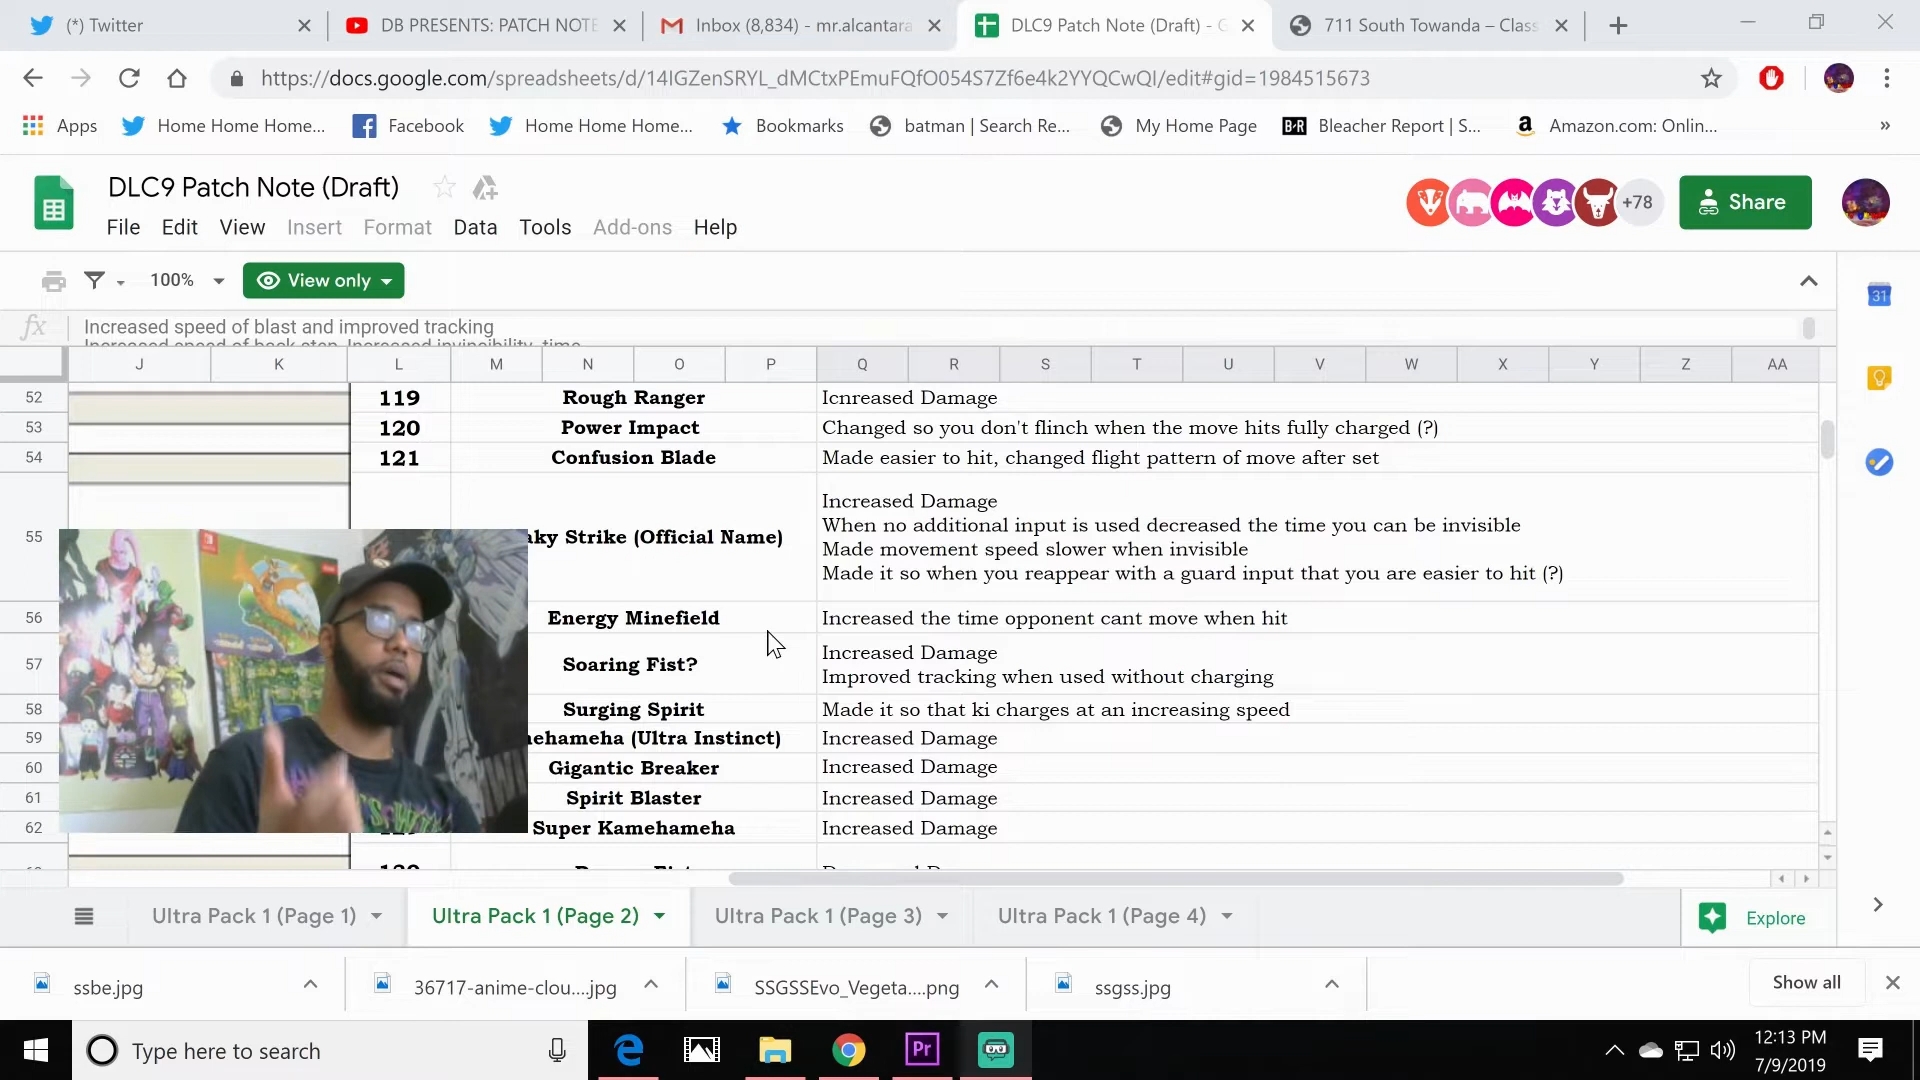 (*) Twitter
DB PRESENTS: PATCH NOTE
Inbox (8,834) - mr.alcantara
DLC9 Patch Note (Draft) - G
711 South Towanda – Class
https://docs.google.com/spreadsheets/d/14IGZenSRYL_dMCtxPEmuFQfO054S7Zf6e4k2YYQCwQI/edit#gid=1984515673
Apps
Home Home Home...
Facebook
Home Home Home...
Bookmarks
batman | Search Re...
My Home Page
B/R
Bleacher Report | S...
Amazon.com: Onlin...
»
DLC9 Patch Note (Draft)
+78
Share
File Edit View Insert Format Data Tools Add-ons Help
100%
View only
31
fx
Increased speed of blast and improved tracking
Increased speed of back step, Increased invincibility time
J K L M N O P Q R S T U V W X Y Z AA
52 119 Rough Ranger Icnreased Damage
53 120 Power Impact Changed so you don't flinch when the move hits fully charged (?)
54 121 Confusion Blade Made easier to hit, changed flight pattern of move after set
55 aky Strike (Official Name) Increased Damage
When no additional input is used decreased the time you can be invisible
Made movement speed slower when invisible
Made it so when you reappear with a guard input that you are easier to hit (?)
56 Energy Minefield Increased the time opponent cant move when hit
57 Soaring Fist? Increased Damage
Improved tracking when used without charging
58 Surging Spirit Made it so that ki charges at an increasing speed
59 nehameha (Ultra Instinct) Increased Damage
60 Gigantic Breaker Increased Damage
61 Spirit Blaster Increased Damage
62 Super Kamehameha Increased Damage
Ultra Pack 1 (Page 1)
Ultra Pack 1 (Page 2)
Ultra Pack 1 (Page 3)
Ultra Pack 1 (Page 4)
Explore
ssbe.jpg
36717-anime-clou....jpg
SSGSSEvo_Vegeta....png
ssgss.jpg
Show all
Type here to search
Pr
12:13 PM
7/9/2019